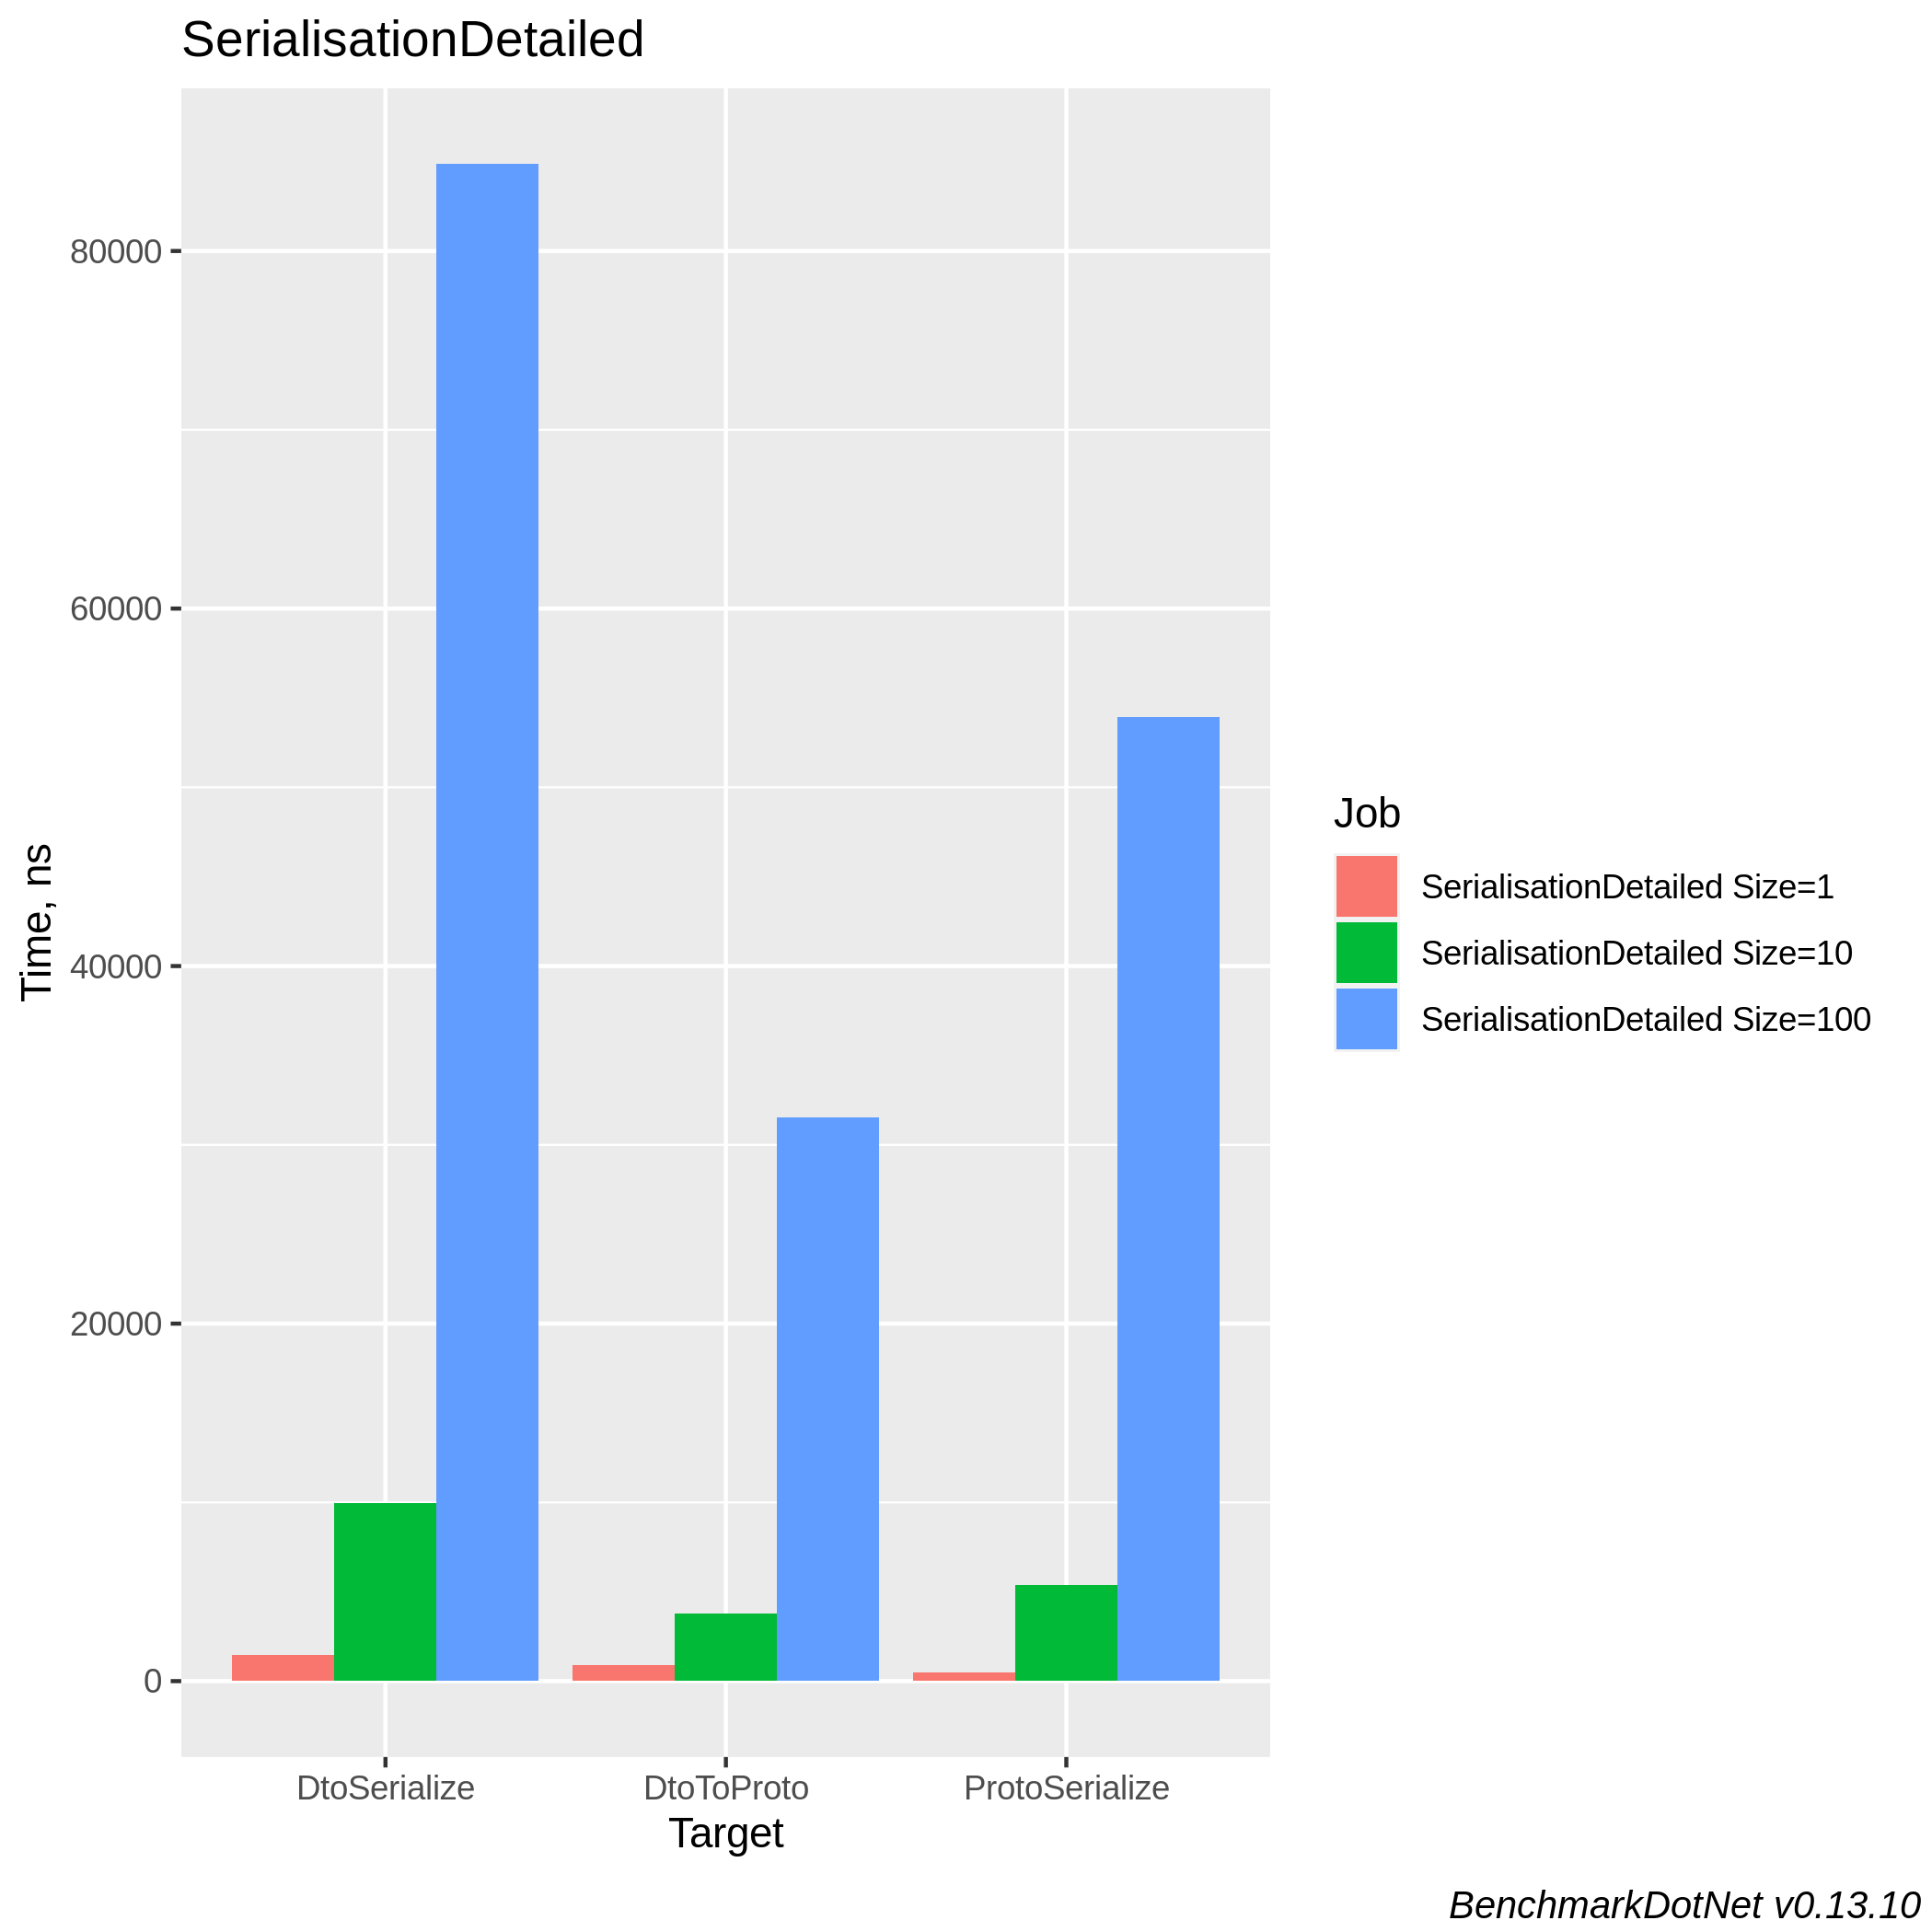 SerialisationDetailed
80000
60000
40000
20000
0
Time, ns
DtoSerialize
DtoToProto
ProtoSerialize
Target
Job
SerialisationDetailed Size=1
SerialisationDetailed Size=10
SerialisationDetailed Size=100
BenchmarkDotNet v0.13.10